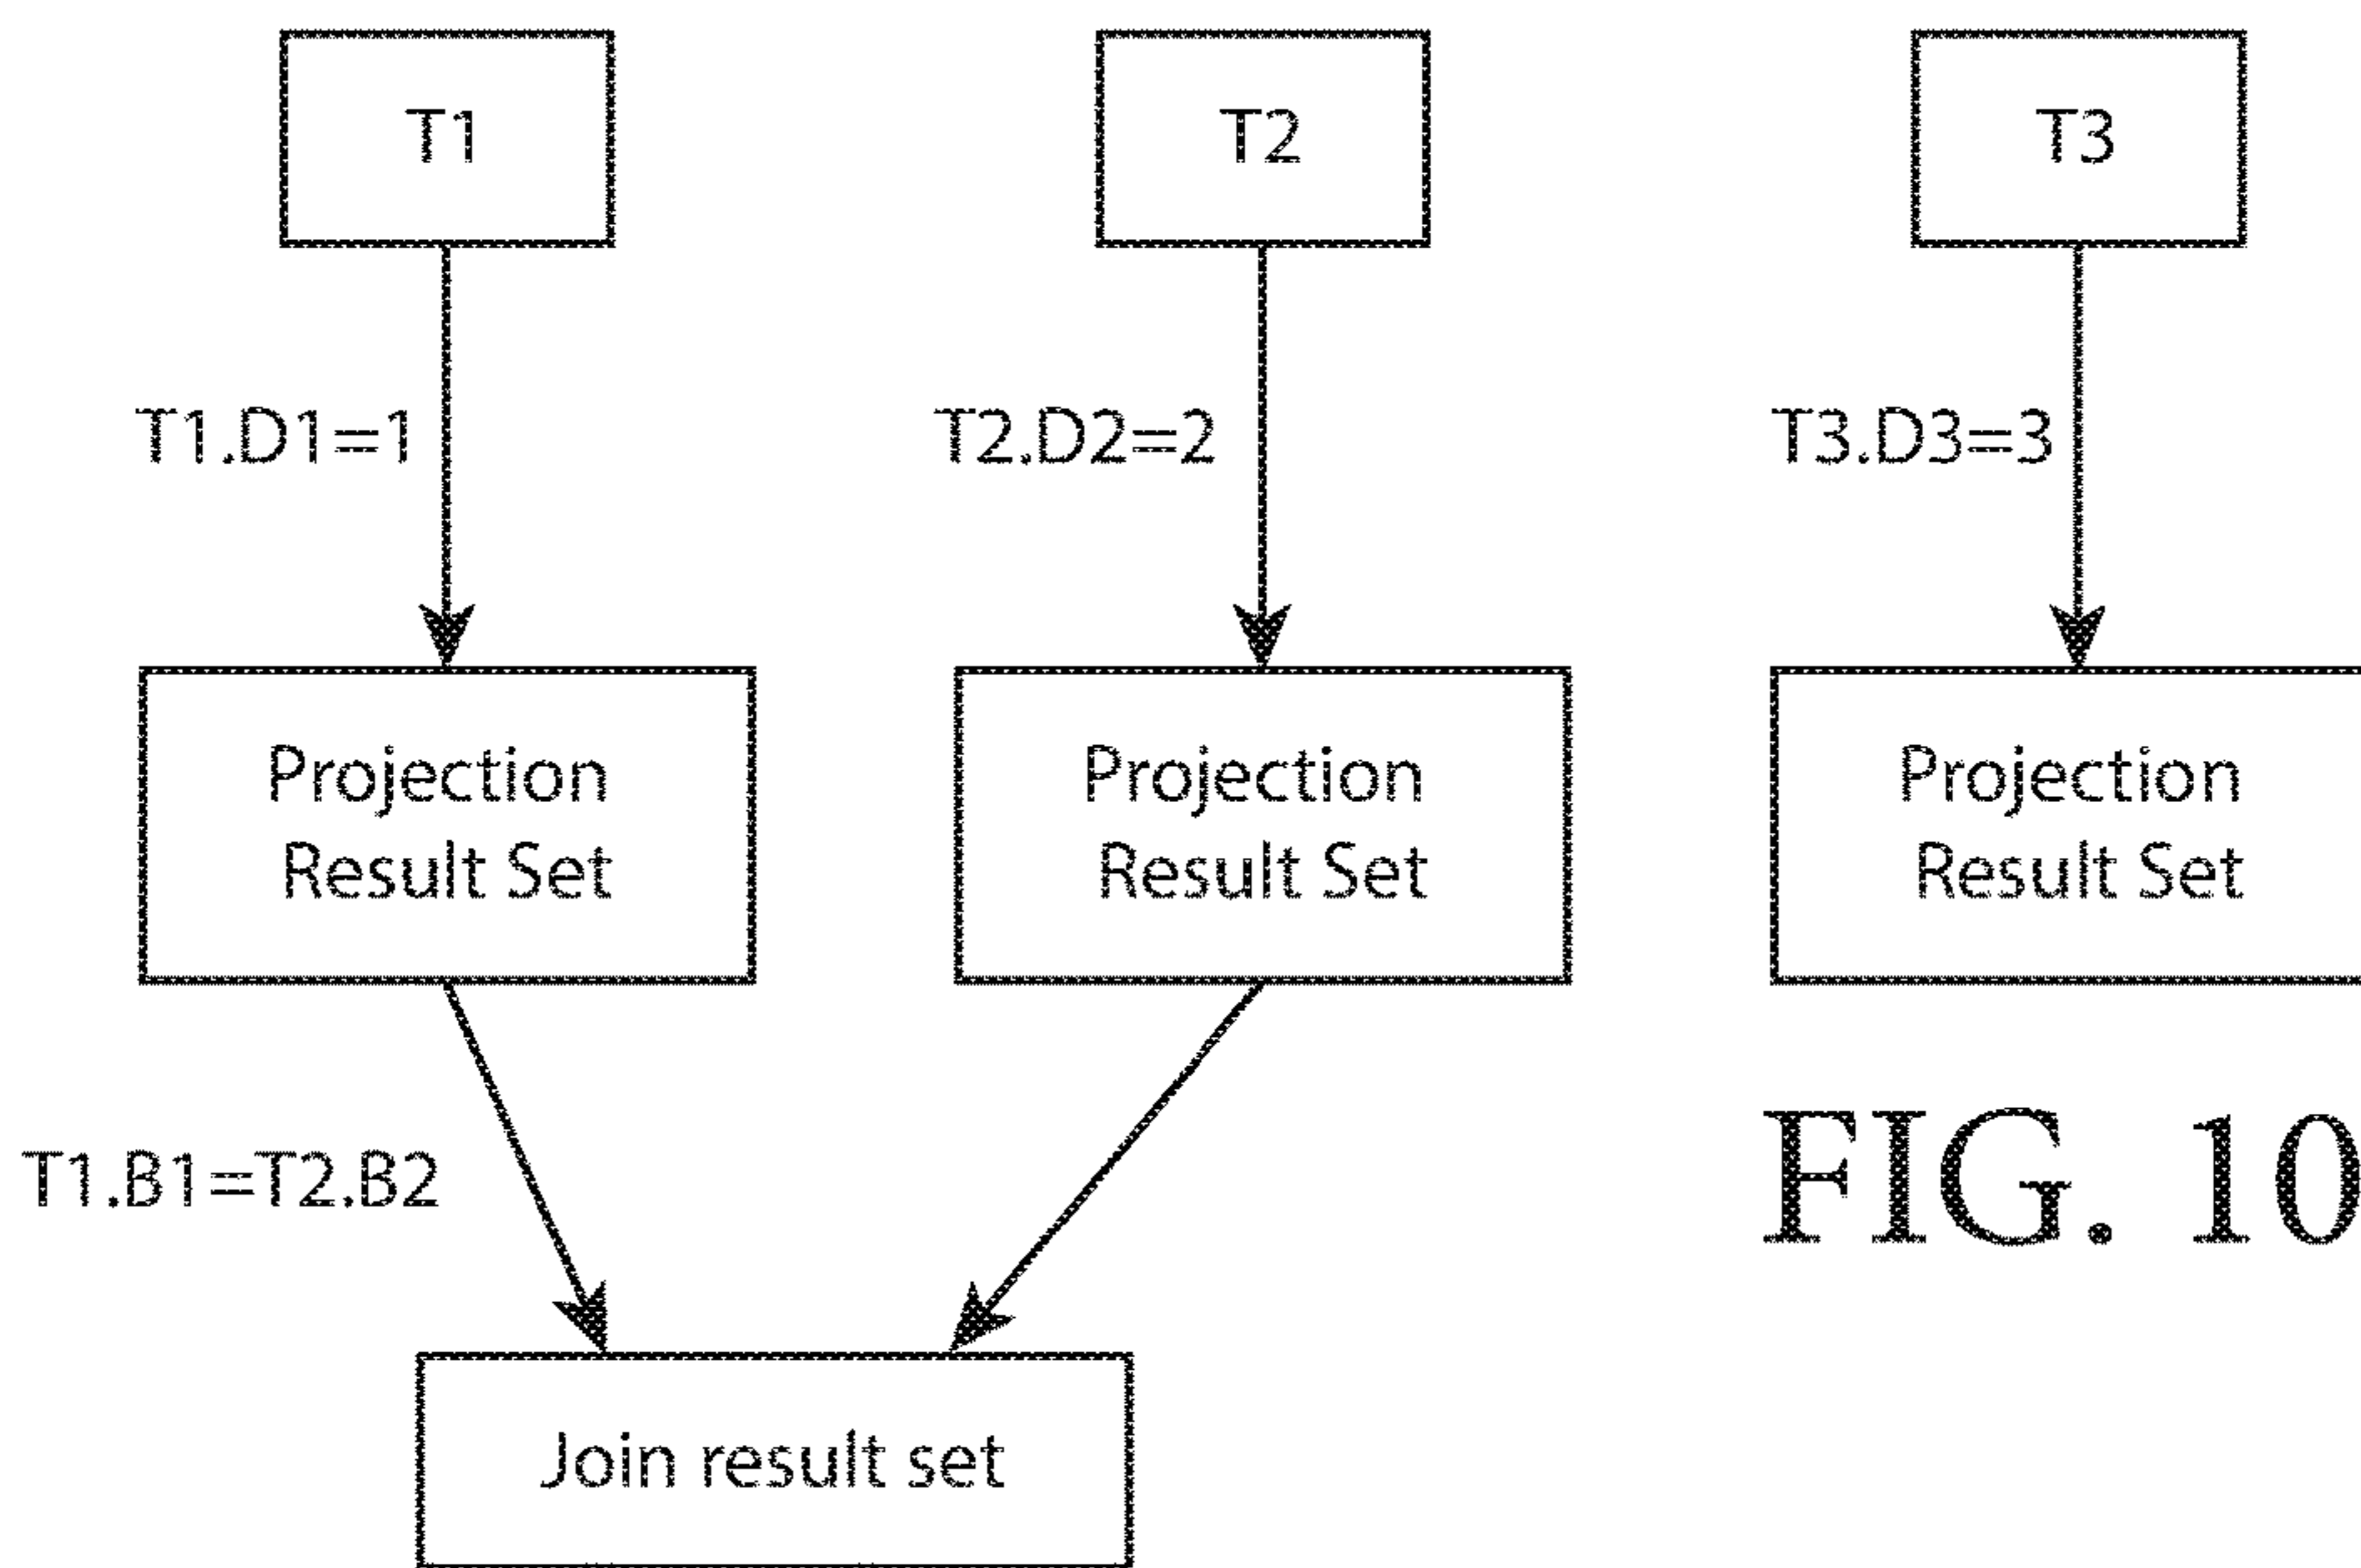 T1
T2
T3
T1.D1=1
T2.D2=2
T3.D3=3
Projection
Result Set
Projection
Result Set
Projection
Result Set
T1.B1=T2.B2
FIG. 10
Join result set